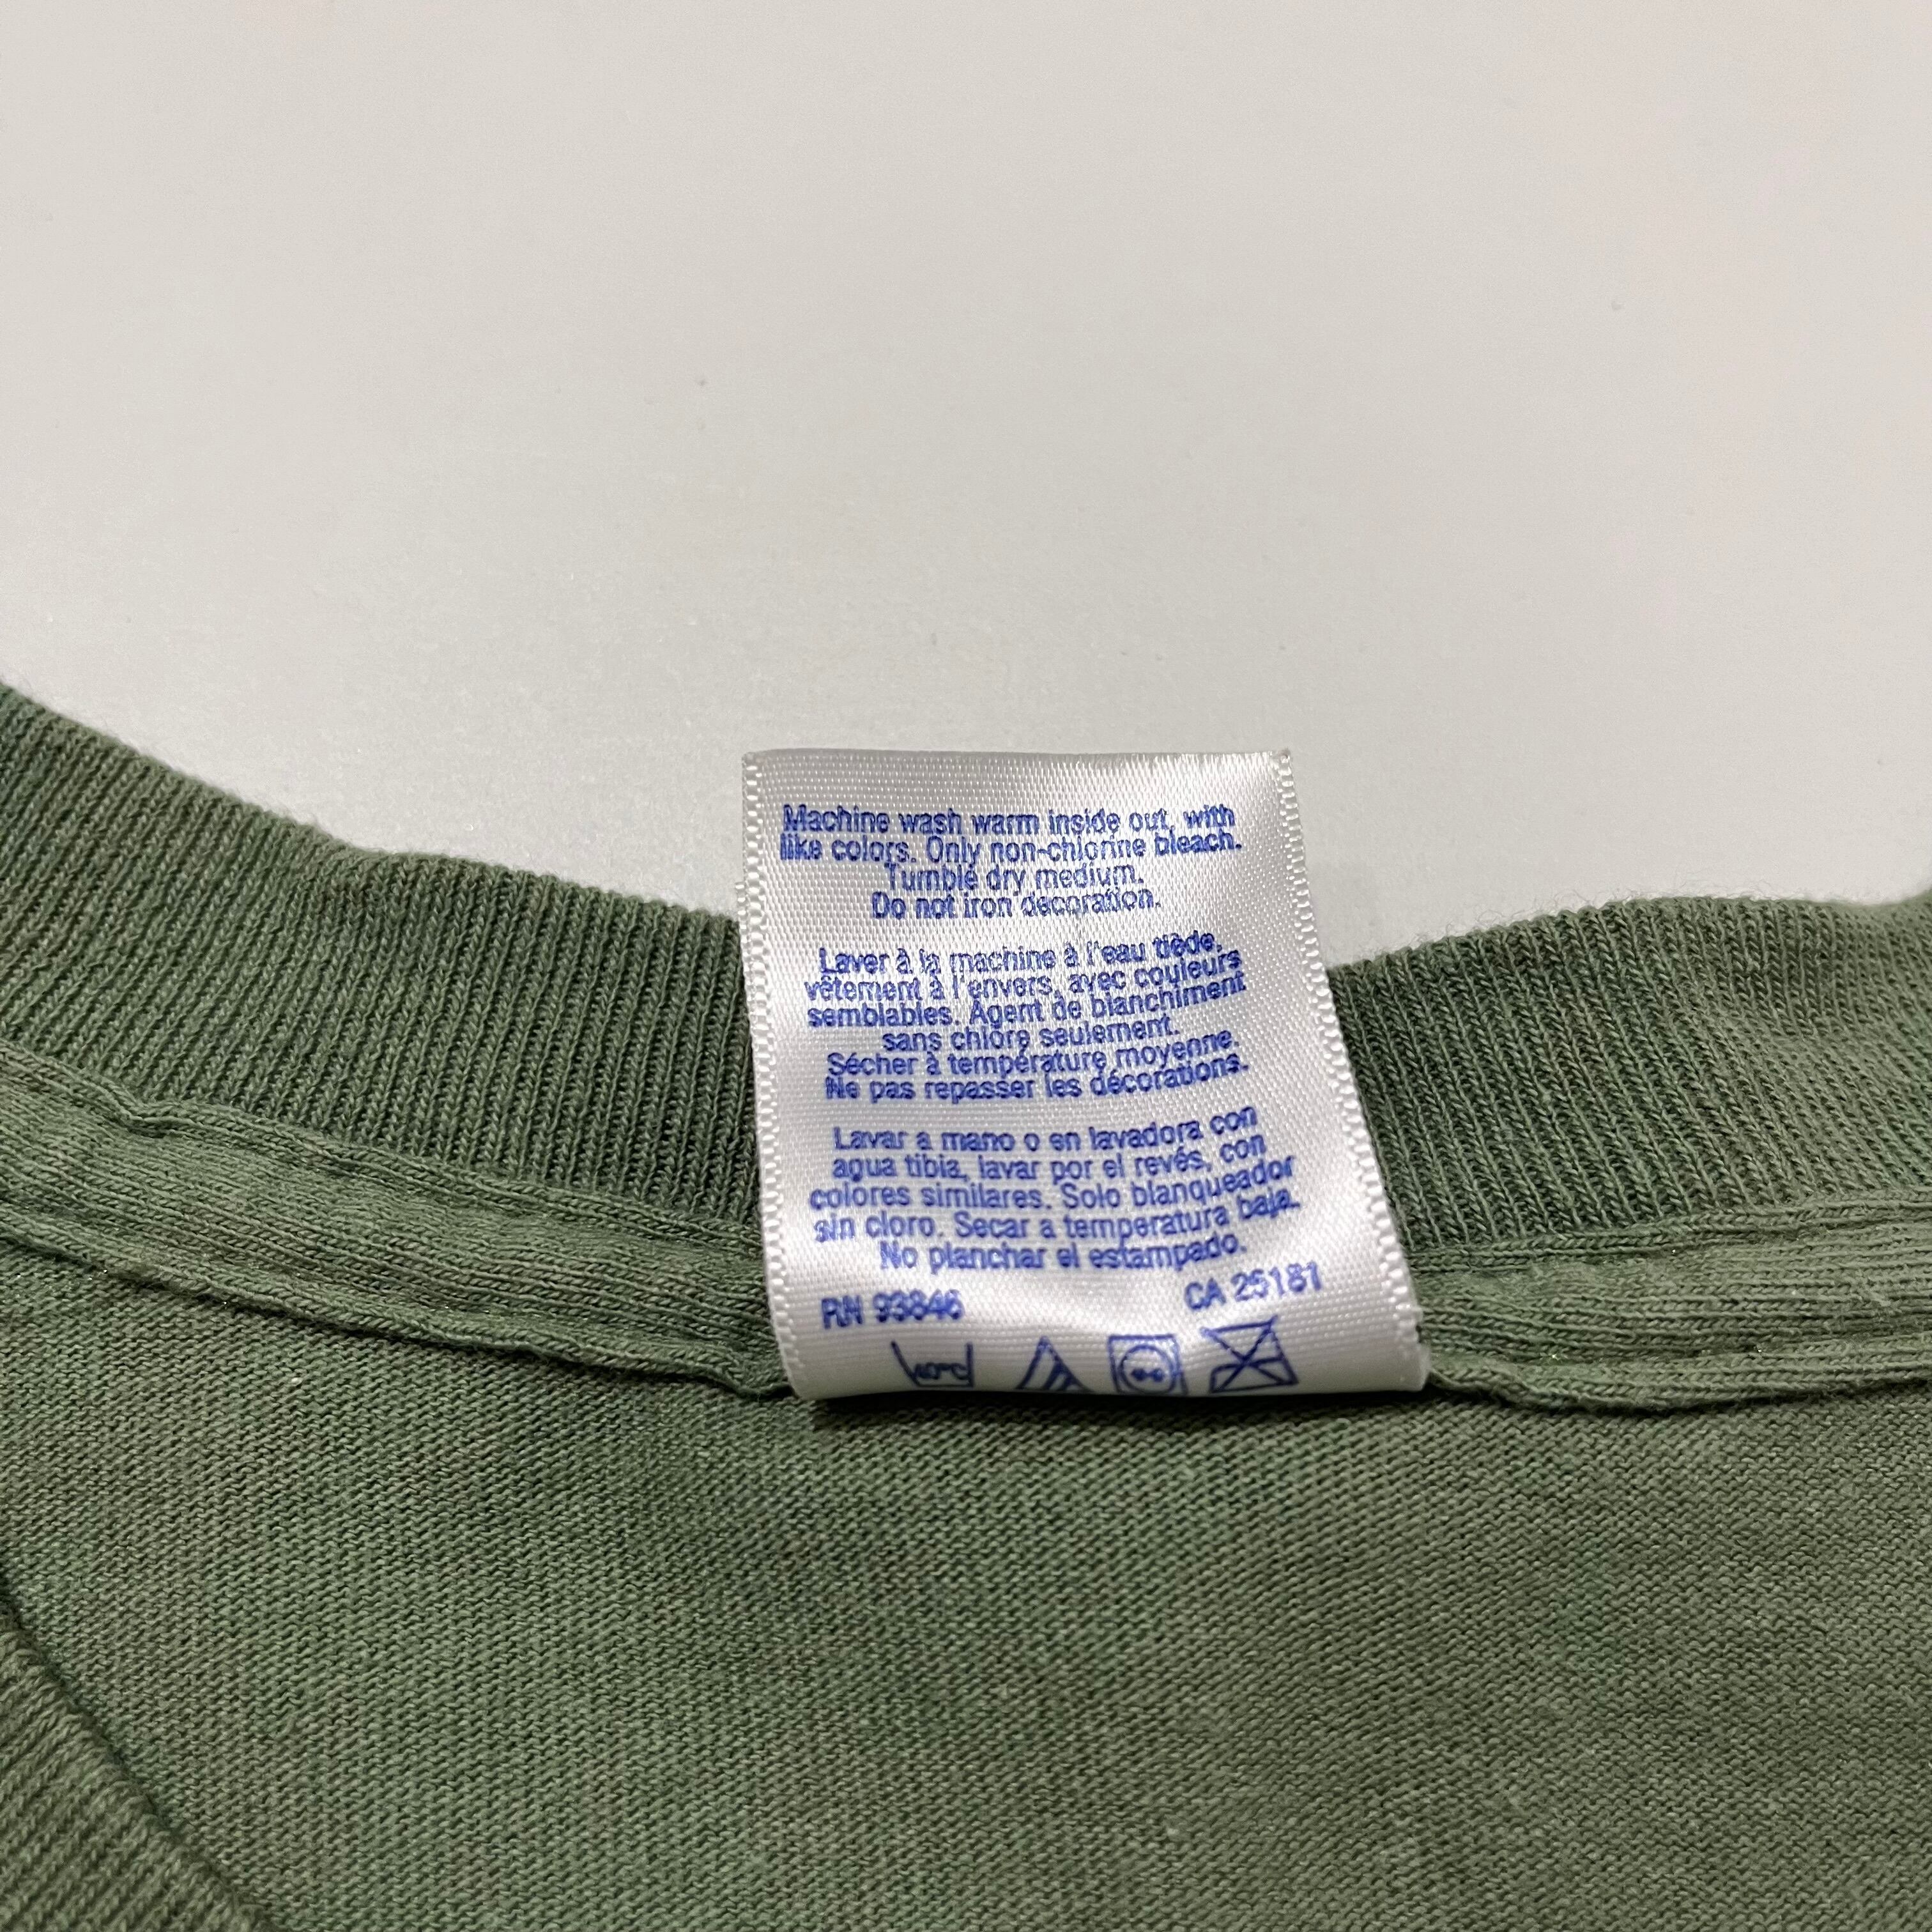 Machine wash warm inside out, with
like colors. Only non-chlorine bleach.
Tumble dry medium.
Do not iron decoration.
Laver à la machine à l'eau tiède,
vêtement à l'envers, avec couleurs
semblables. Agent de blanchiment
sans chlore seulement.
Sécher à température moyenne.
Ne pas repasser les décorations.
Lavar a mano o en lavadora con
agua tibia, lavar por el revés, con
colores similares. Solo blanqueador
sin cloro. Secar a temperatura baja.
No planchar el estampado.
RN 93846 CA 25181